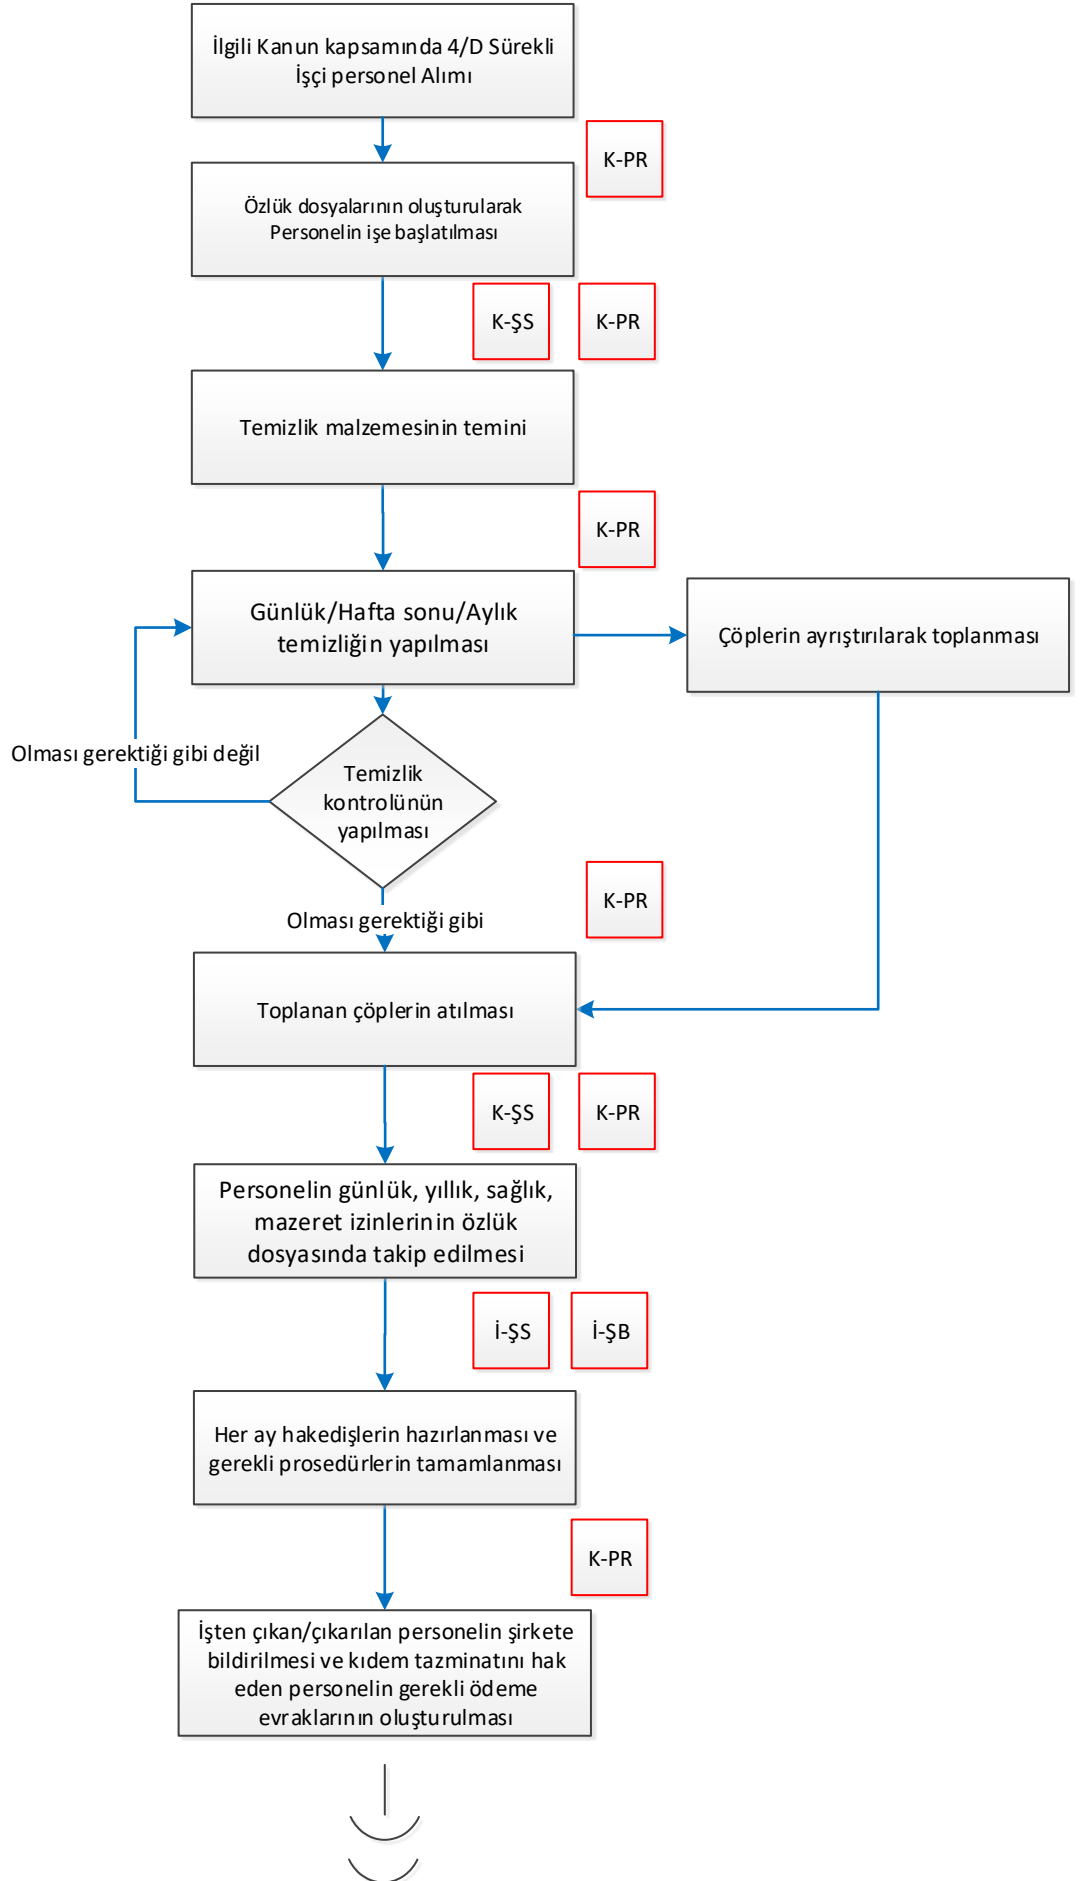 İlgili Kanun kapsamında 4/D Sürekli
İşçi personel Alımı
K-PR
Özlük dosyalarının oluşturularak
Personelin işe başlatılması
K-ŞS
K-PR
Temizlik malzemesinin temini
K-PR
Günlük/Hafta sonu/Aylık
temizliğin yapılması
Çöplerin ayrıştırılarak toplanması
Olması gerektiği gibi değil
Temizlik
kontrolünün
yapılması
K-PR
Olması gerektiği gibi
Toplanan çöplerin atılması
K-ŞS
K-PR
Personelin günlük, yıllık, sağlık,
mazeret izinlerinin özlük
dosyasında takip edilmesi
İ-ŞS
İ-ŞB
Her ay hakedişlerin hazırlanması ve
gerekli prosedürlerin tamamlanması
K-PR
İşten çıkan/çıkarılan personelin şirkete
bildirilmesi ve kıdem tazminatını hak
eden personelin gerekli ödeme
evraklarının oluşturulması